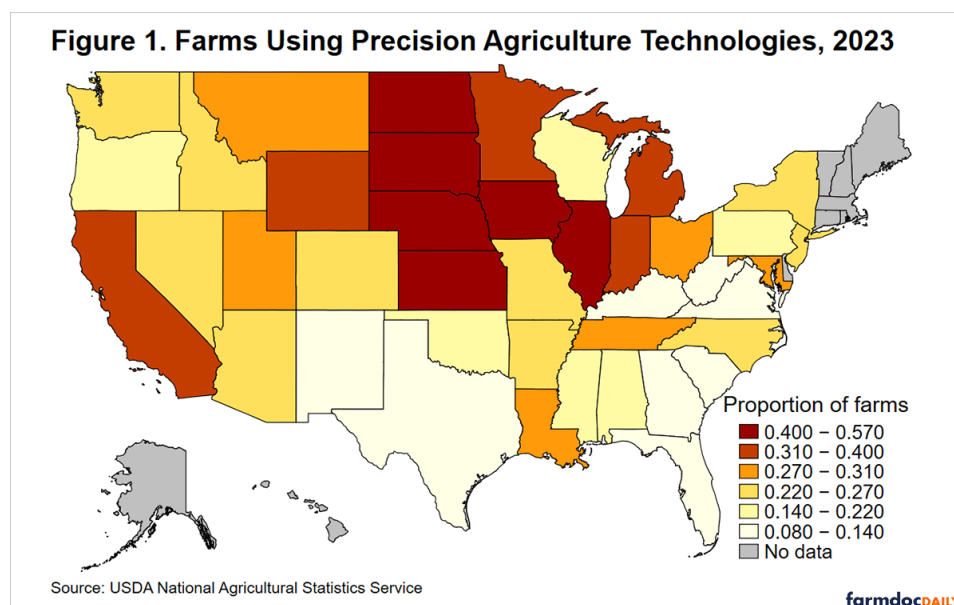 Figure 1. Farms Using Precision Agriculture Technologies, 2023
Proportion of farms
0.400 − 0.570
0.310 − 0.400
0.270 − 0.310
0.220 − 0.270
0.140 − 0.220
0.080 − 0.140
No data
Source: USDA National Agricultural Statistics Service
farmdocDAILY